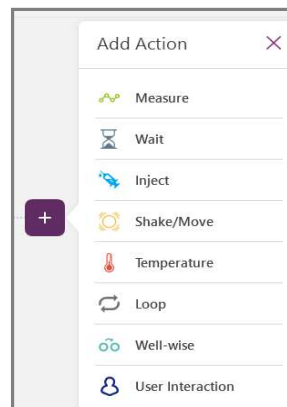 Add Action
Measure
Wait
Inject
Shake/Move
Temperature
Loop
Well-wise
User Interaction